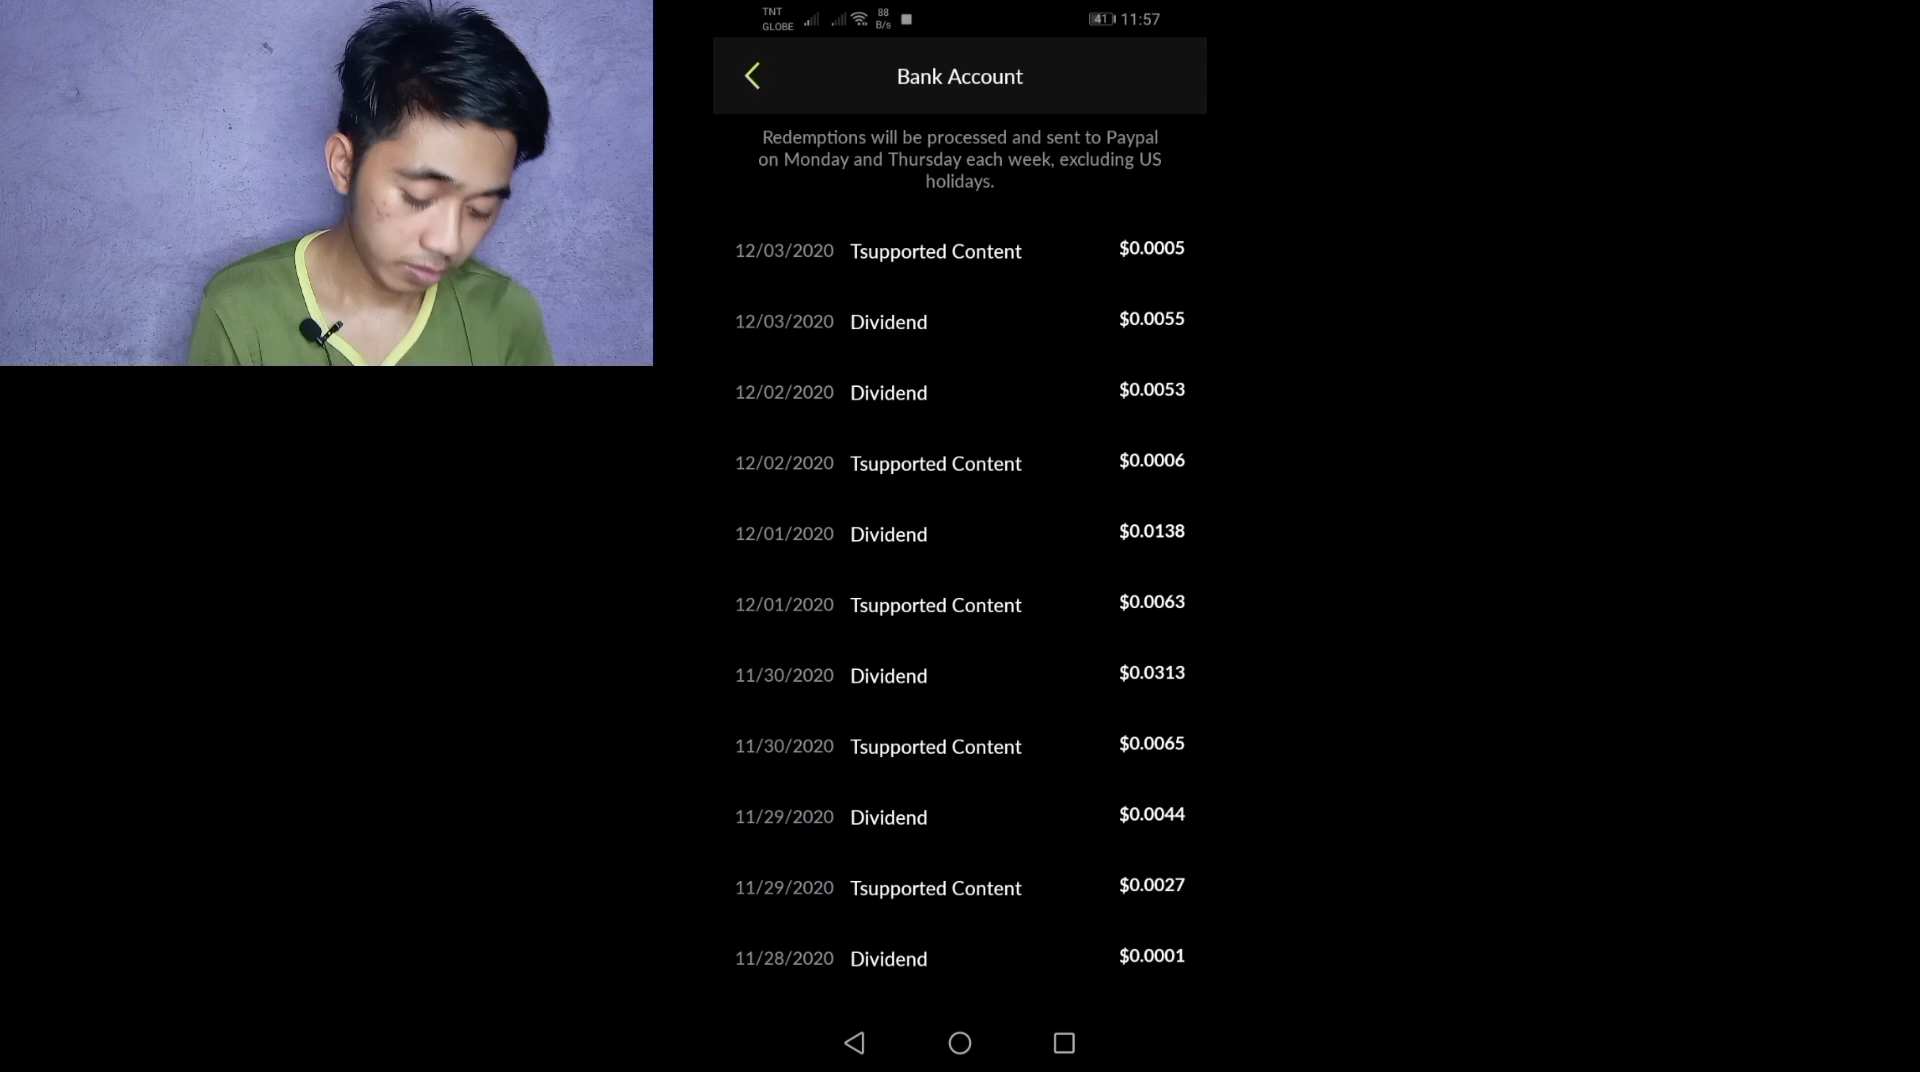 TNT
GLOBE
88
B/s
41 11:57
Bank Account
Redemptions will be processed and sent to Paypal
on Monday and Thursday each week, excluding US
holidays.
12/03/2020 Tsupported Content $0.0005
12/03/2020 Dividend $0.0055
12/02/2020 Dividend $0.0053
12/02/2020 Tsupported Content $0.0006
12/01/2020 Dividend $0.0138
12/01/2020 Tsupported Content $0.0063
11/30/2020 Dividend $0.0313
11/30/2020 Tsupported Content $0.0065
11/29/2020 Dividend $0.0044
11/29/2020 Tsupported Content $0.0027
11/28/2020 Dividend $0.0001